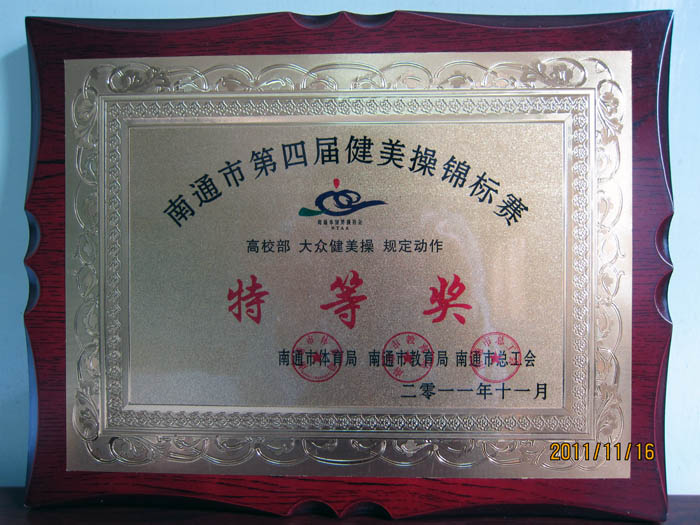 南通市第四届健美操锦标赛
NTAA
高校部 大众健美操 规定动作
特等奖
南通市体育局 南通市教育局 南通市总工会
二零一一年十一月
2011/11/16